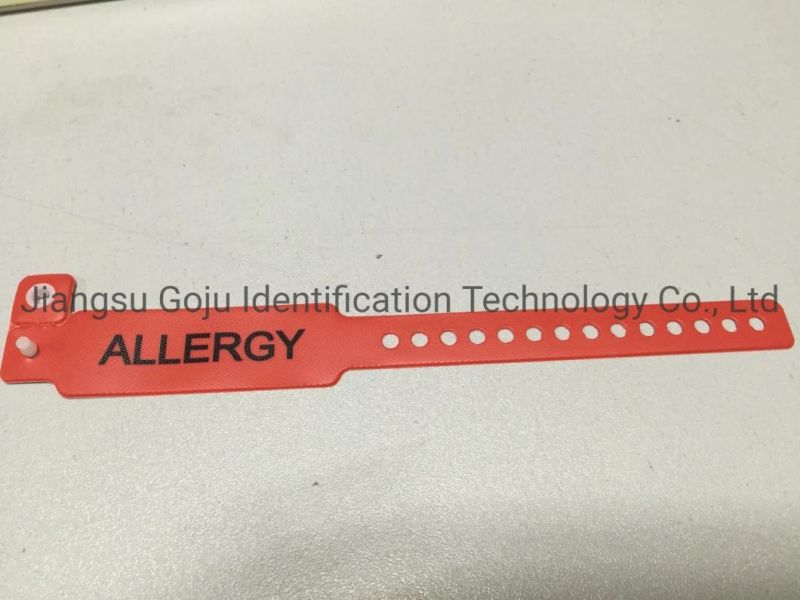 Jiangsu Goju Identification Technology Co., Ltd
ALLERGY